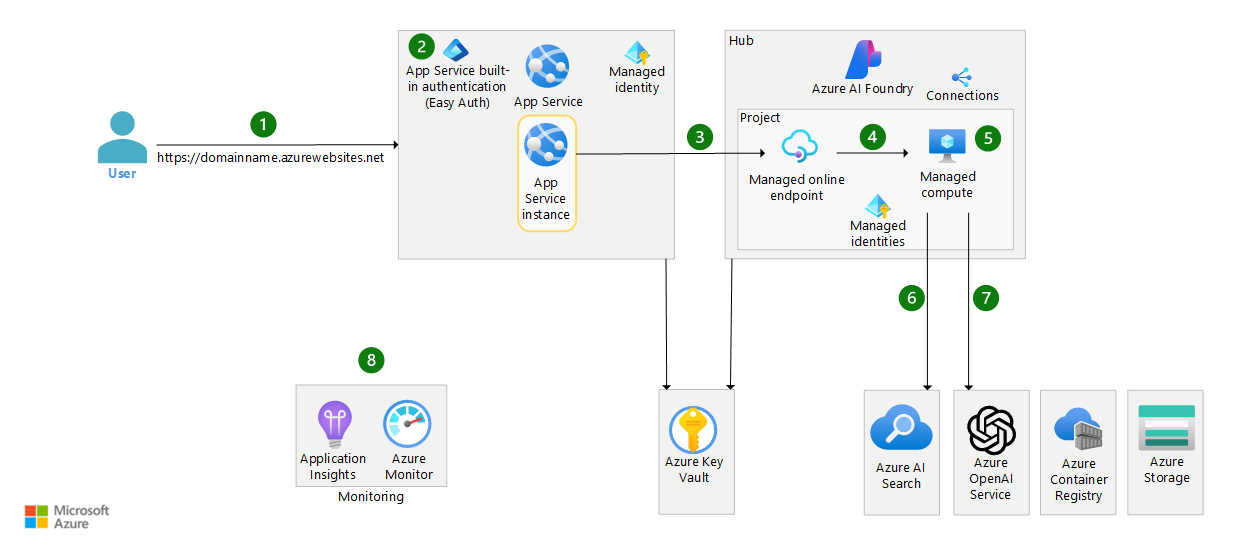 1
https://domainname.azurewebsites.net
User
2
App Service built-
in authentication
(Easy Auth)
App Service
Managed
identity
App
Service
instance
3
Hub
Azure AI Foundry
Connections
Project
4
5
Managed online
endpoint
Managed
compute
Managed
identities
6
7
8
Application
Insights
Azure
Monitor
Monitoring
Azure Key
Vault
Azure AI
Search
Azure
OpenAI
Service
Azure
Container
Registry
Azure
Storage
Microsoft
Azure